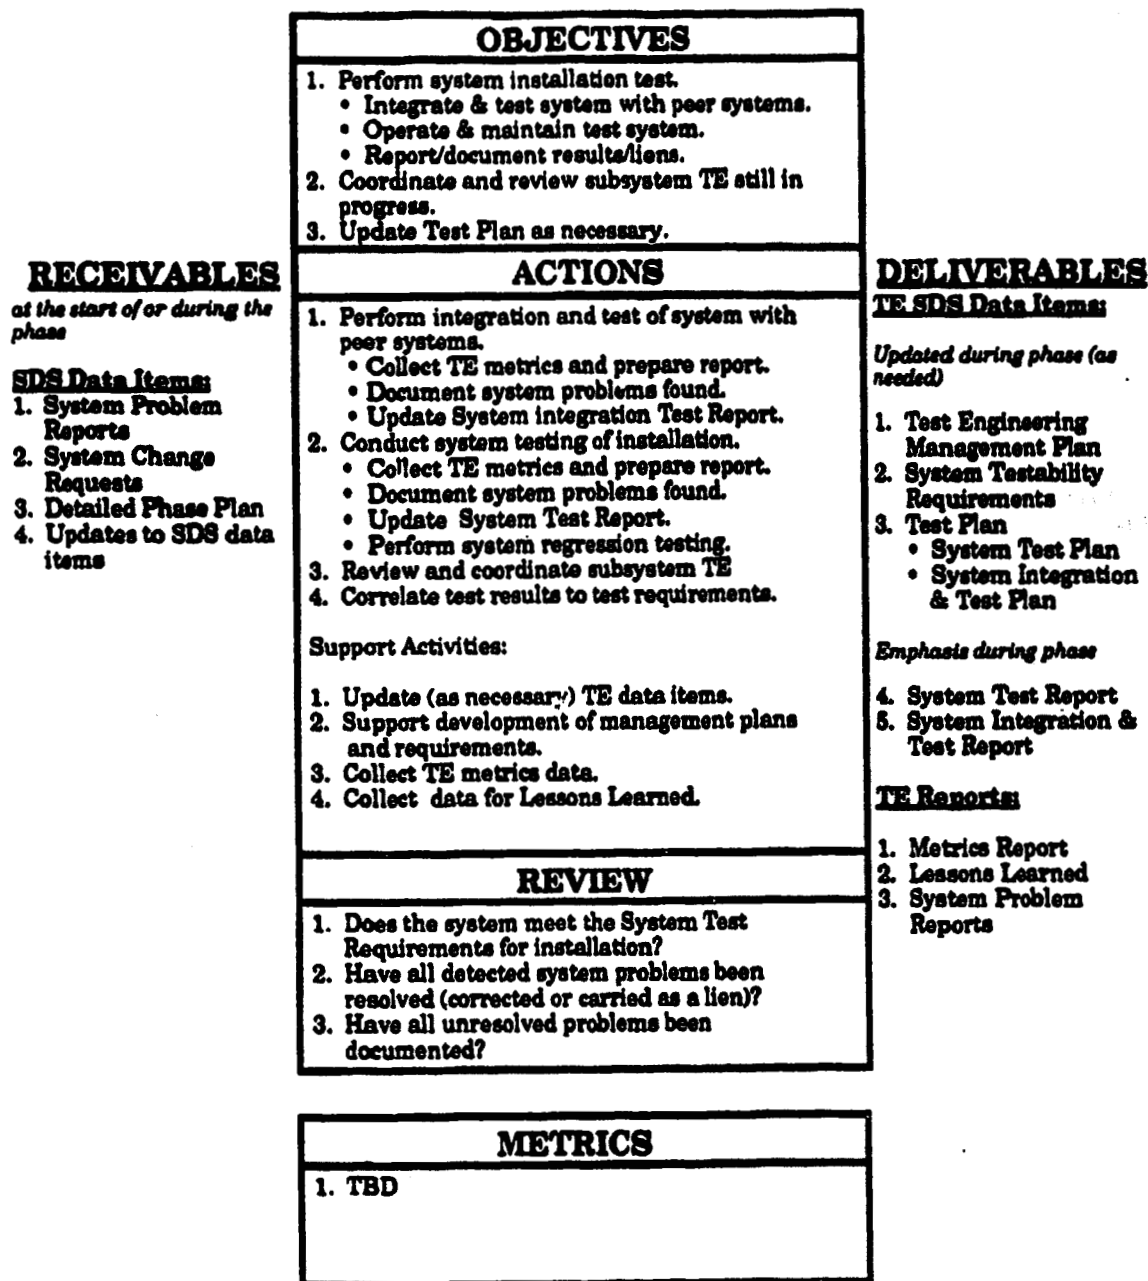 OBJECTIVES
1. Perform system installation test.
• Integrate & test system with peer systems.
• Operate & maintain test system.
• Report/document results/liens.
2. Coordinate and review subsystem TE still in
progress.
3. Update Test Plan as necessary.
RECEIVABLES
at the start of or during the
phase
SDS Data Items:
1. System Problem
Reports
2. System Change
Requests
3. Detailed Phase Plan
4. Updates to SDS data
items
ACTIONS
1. Perform integration and test of system with
peer systems.
• Collect TE metrics and prepare report.
• Document system problems found.
• Update System integration Test Report.
2. Conduct system testing of installation.
• Collect TE metrics and prepare report.
• Document system problems found.
• Update System Test Report.
• Perform system regression testing.
3. Review and coordinate subsystem TE
4. Correlate test results to test requirements.
Support Activities:
1. Update (as necessary) TE data items.
2. Support development of management plans
and requirements.
3. Collect TE metrics data.
4. Collect data for Lessons Learned.
REVIEW
1. Does the system meet the System Test
Requirements for installation?
2. Have all detected system problems been
resolved (corrected or carried as a lien)?
3. Have all unresolved problems been
documented?
DELIVERABLES
TE SDS Data Items:
Updated during phase (as
needed)
1. Test Engineering
Management Plan
2. System Testability
Requirements
3. Test Plan
• System Test Plan
• System Integration
& Test Plan
Emphasis during phase
4. System Test Report
5. System Integration &
Test Report
TE Reports:
1. Metrics Report
2. Lessons Learned
3. System Problem
Reports
METRICS
1. TBD